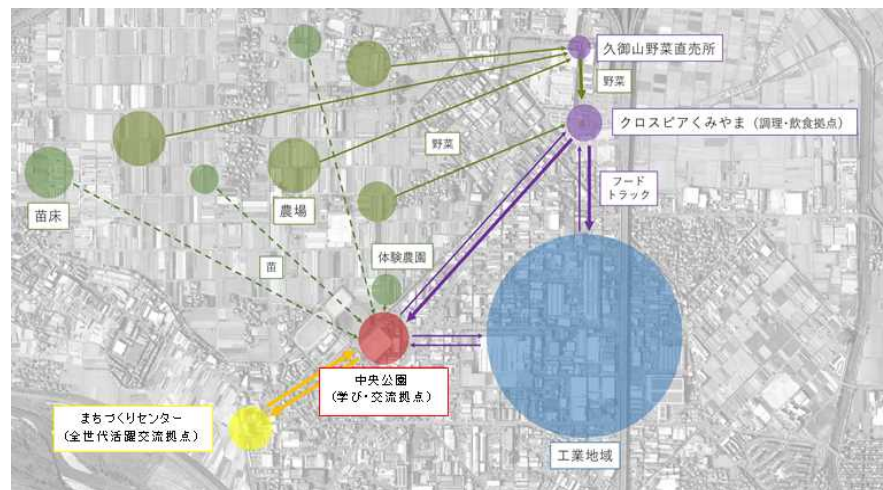 久御山野菜直売所
野菜
クロスピアくみやま（調理・飲食拠点）
野菜
フード
トラック
苗床
農場
苗
体験農園
中央公園
（学び・交流拠点）
まちづくりセンター
（全世代活躍交流拠点）
工業地域